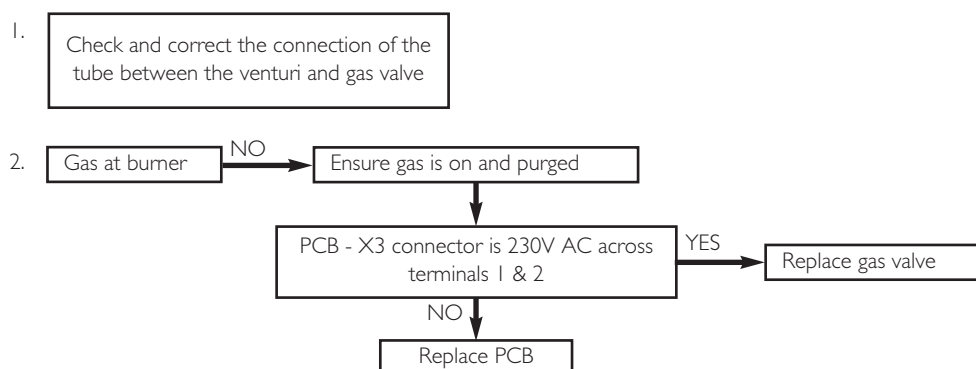 1.
Check and correct the connection of the
tube between the venturi and gas valve
2.
Gas at burner
NO
Ensure gas is on and purged
PCB - X3 connector is 230V AC across
terminals 1 & 2
YES
Replace gas valve
NO
Replace PCB